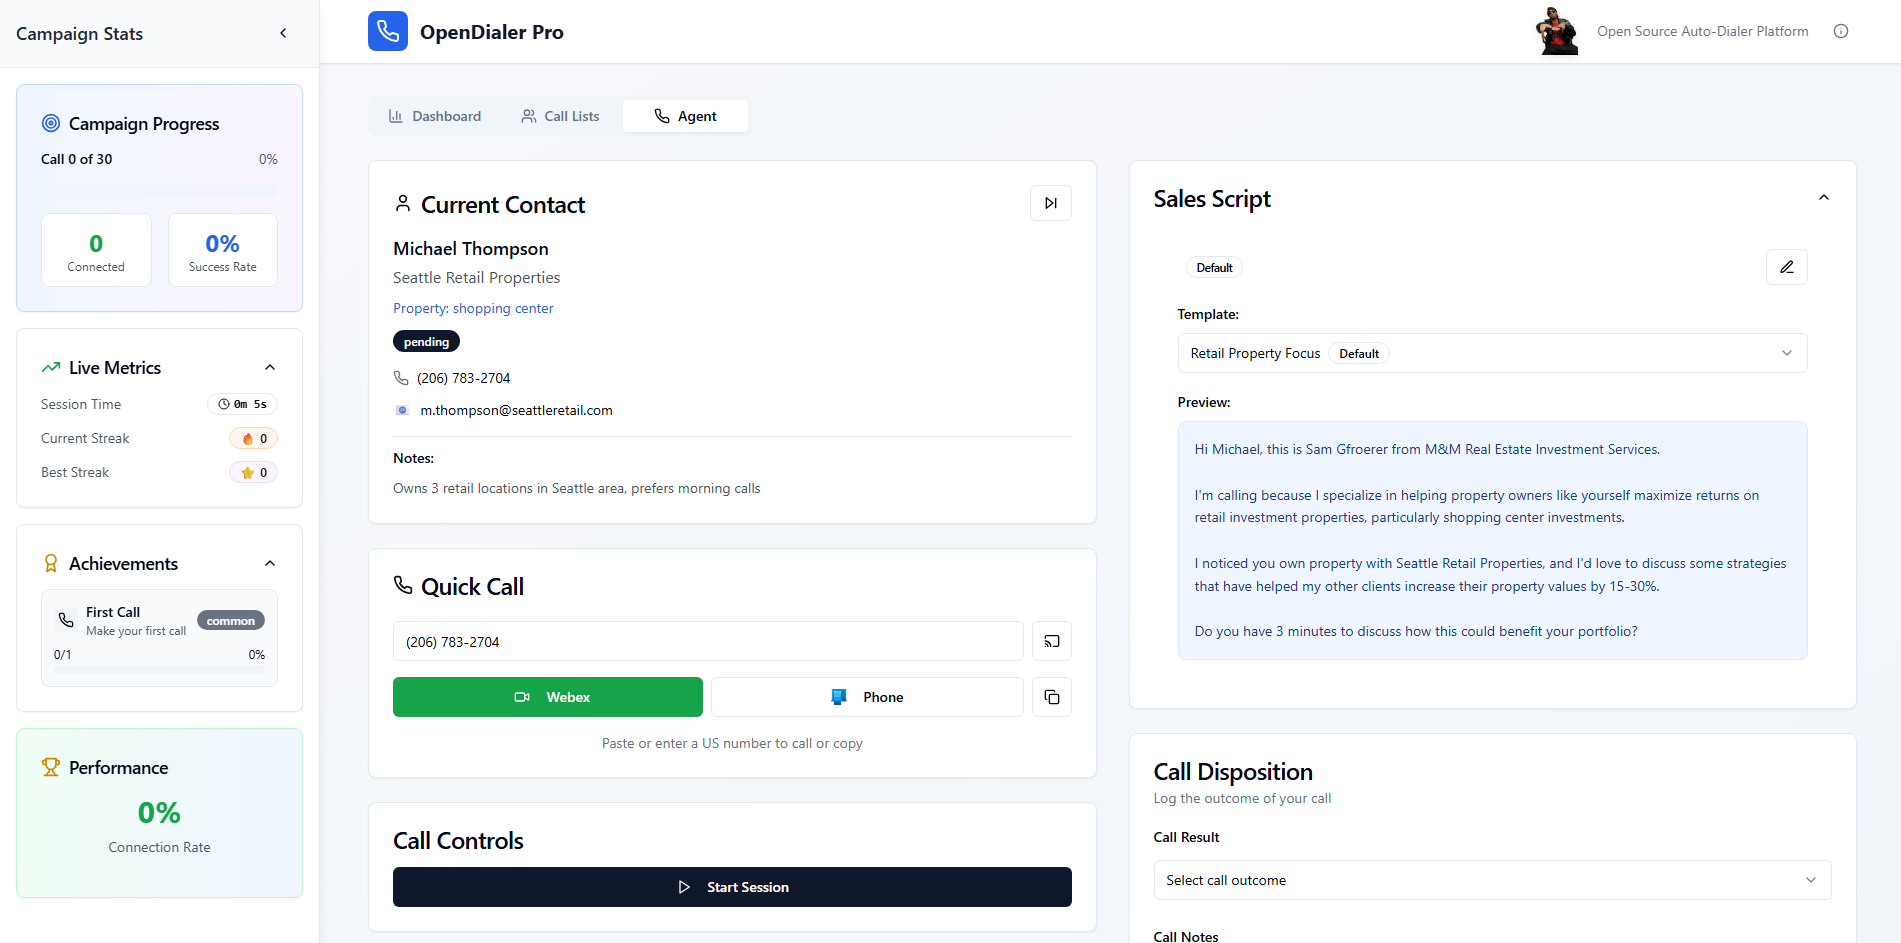 Campaign Stats
OpenDialer Pro
Open Source Auto-Dialer Platform
Campaign Progress
Call 0 of 30
0%
0
Connected
0%
Success Rate
Live Metrics
Session Time
0m 5s
Current Streak
0
Best Streak
0
Achievements
First Call
Make your first call
common
0/1
0%
Performance
0%
Connection Rate
Dashboard
Call Lists
Agent
Current Contact
Michael Thompson
Seattle Retail Properties
Property: shopping center
pending
(206) 783-2704
m.thompson@seattleretail.com
Notes:
Owns 3 retail locations in Seattle area, prefers morning calls
Quick Call
(206) 783-2704
Webex
Phone
Paste or enter a US number to call or copy
Call Controls
Start Session
Sales Script
Default
Template:
Retail Property Focus Default
Preview:
Hi Michael, this is Sam Gfroerer from M&M Real Estate Investment Services.
I'm calling because I specialize in helping property owners like yourself maximize returns on
retail investment properties, particularly shopping center investments.
I noticed you own property with Seattle Retail Properties, and I'd love to discuss some strategies
that have helped my other clients increase their property values by 15-30%.
Do you have 3 minutes to discuss how this could benefit your portfolio?
Call Disposition
Log the outcome of your call
Call Result
Select call outcome
Call Notes